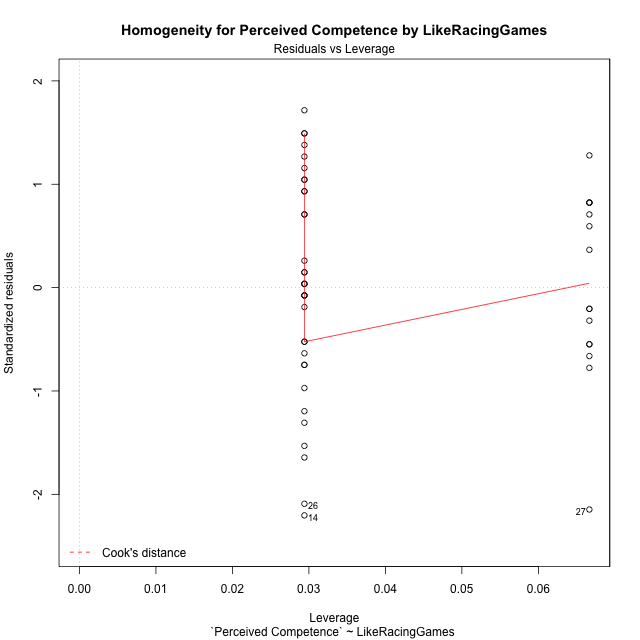 Homogeneity for Perceived Competence by LikeRacingGames
Residuals vs Leverage
Standardized residuals
2
1
0
-1
-2
26
14
27
Cook's distance
0.00 0.01 0.02 0.03 0.04 0.05 0.06
Leverage
`Perceived Competence` ~ LikeRacingGames